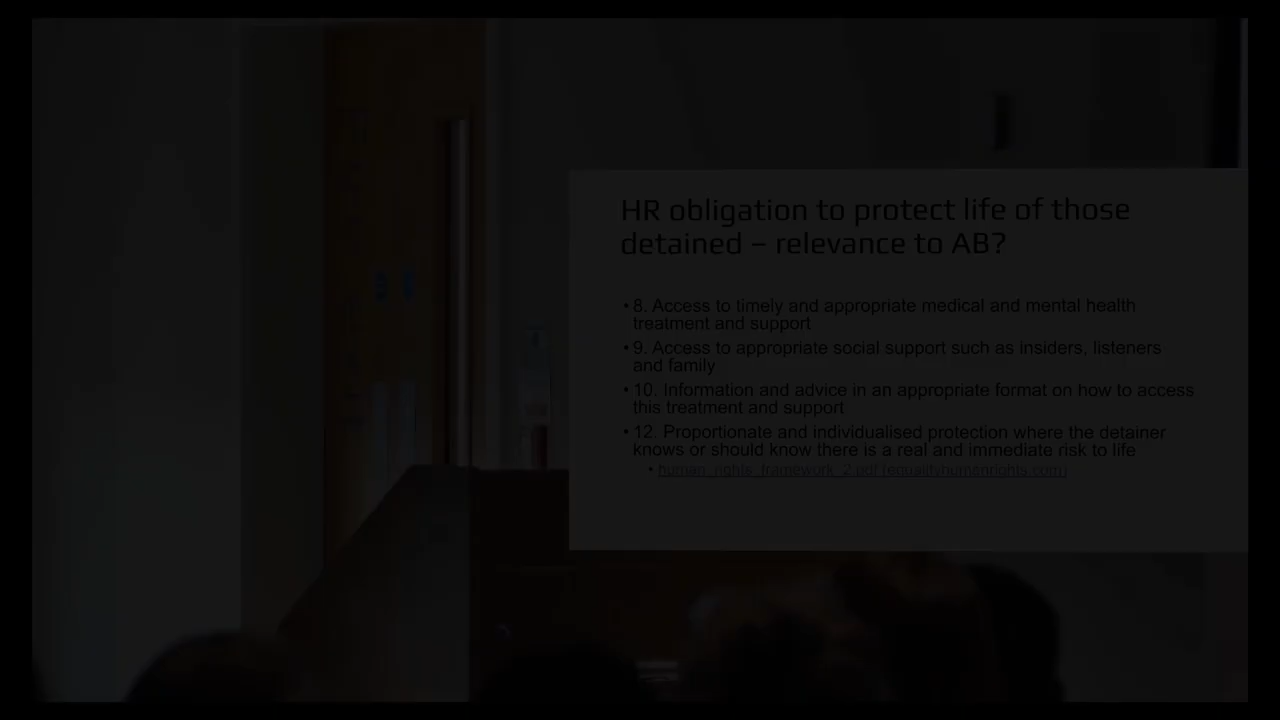 HR obligation to protect life of those
detained – relevance to AB?
• 8. Access to timely and appropriate medical and mental health
treatment and support
• 9. Access to appropriate social support such as insiders, listeners
and family
• 10. Information and advice in an appropriate format on how to access
this treatment and support
• 12. Proportionate and individualised protection where the detainer
knows or should know there is a real and immediate risk to life
• human_rights_framework_2.pdf (equalityhumanrights.com)